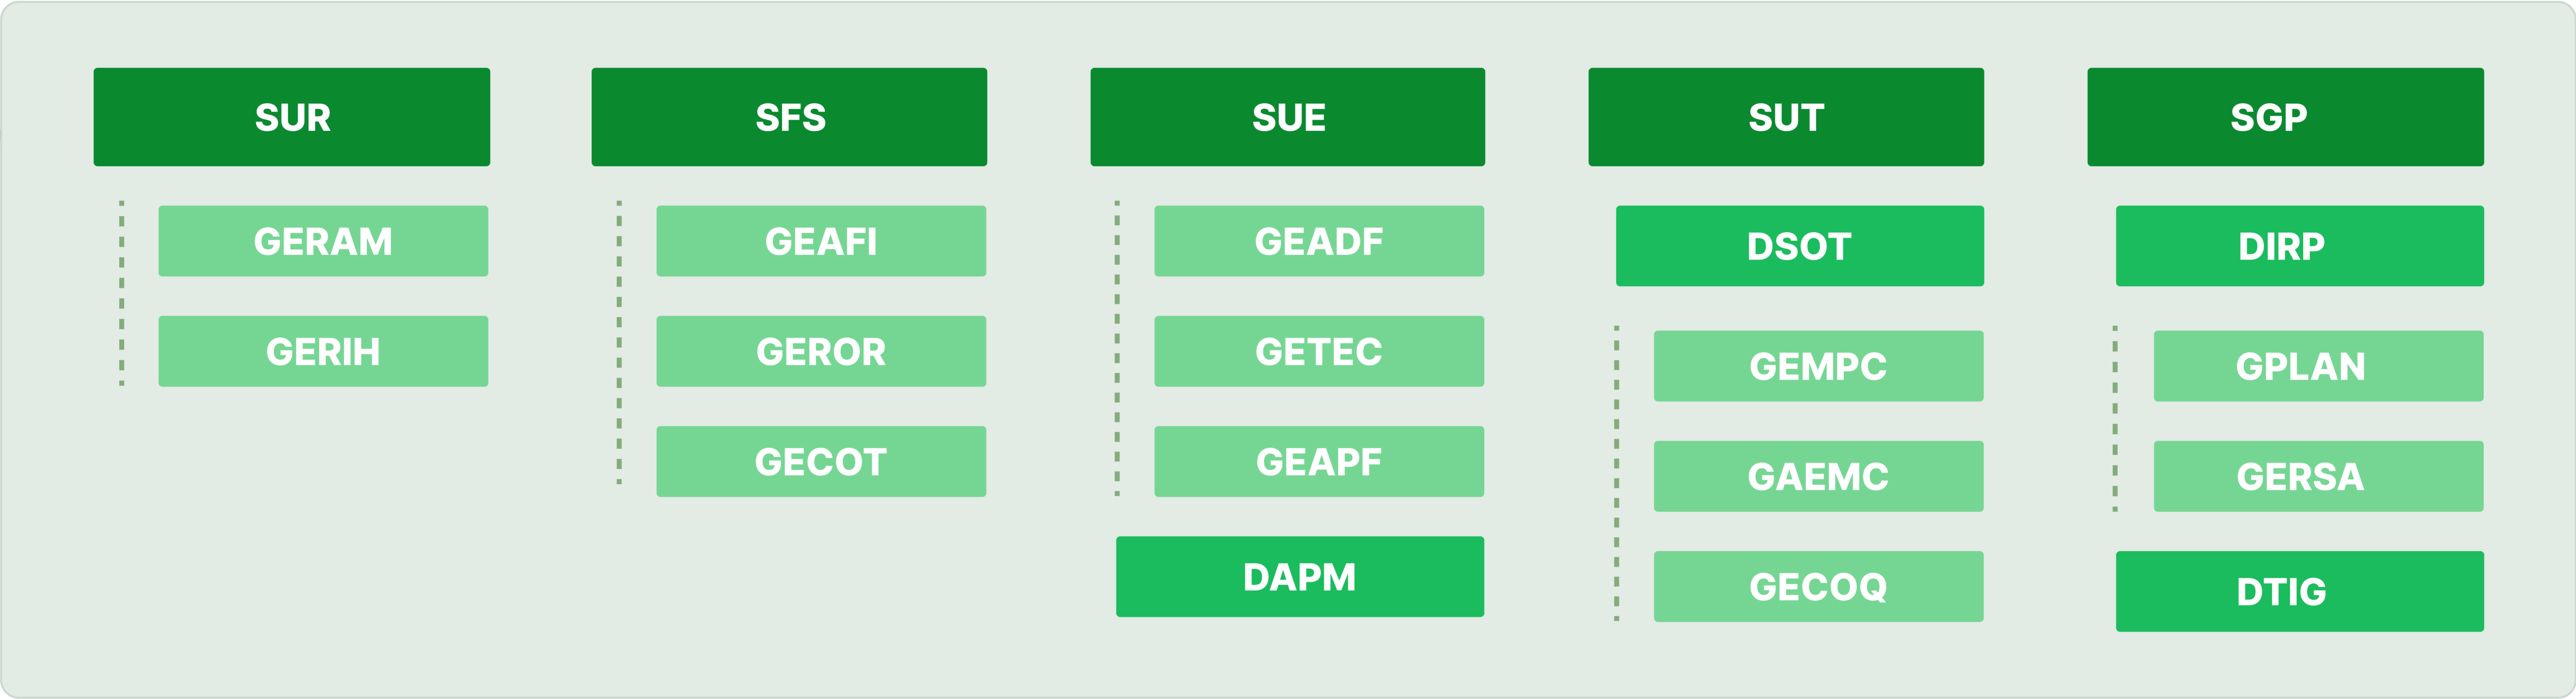 SUR
GERAM
GERIH
SFS
GEAFI
GEROR
GECOT
SUE
GEADF
GETEC
GEAPF
DAPM
SUT
DSOT
GEMPC
GAEMC
GECOQ
SGP
DIRP
GPLAN
GERSA
DTIG